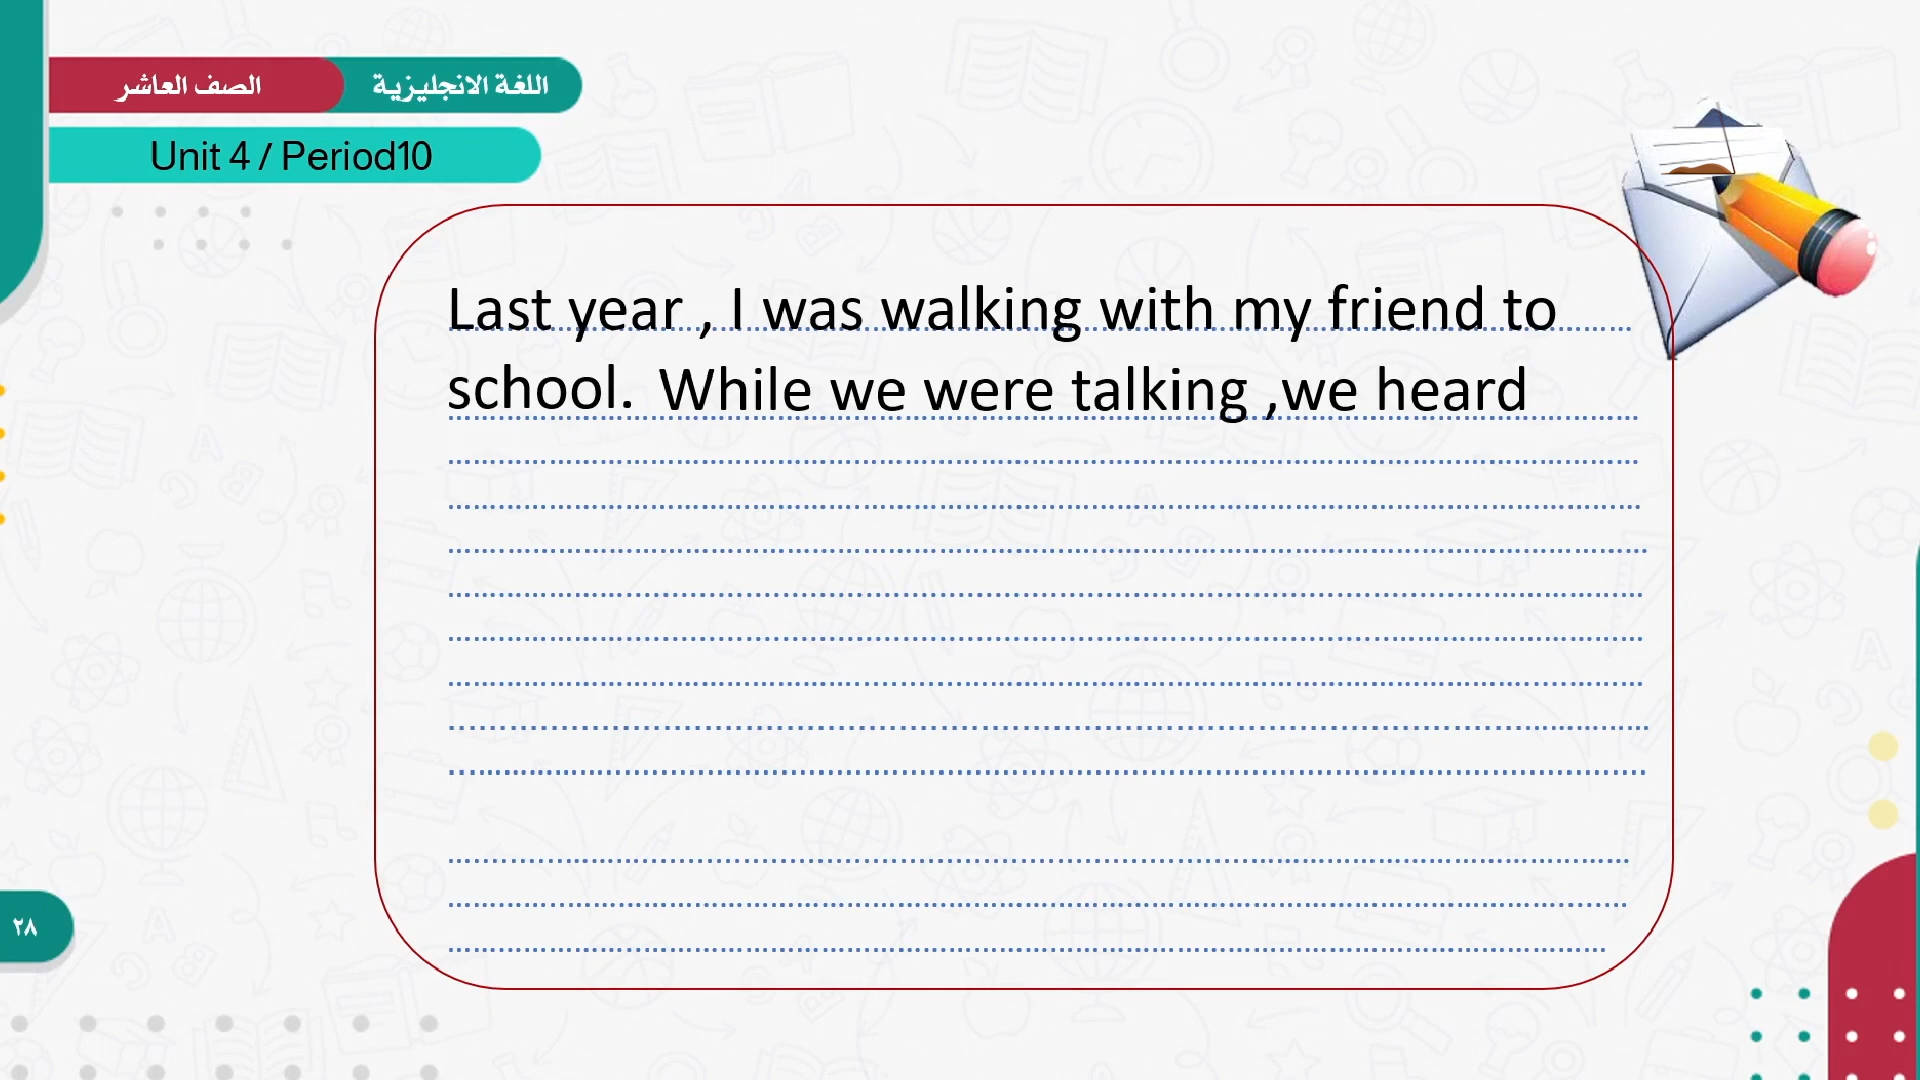 اللغة الانجليزية
الصف العاشر
Unit 4 / Period10
Last year , I was walking with my friend to
school. While we were talking ,we heard
٢٨